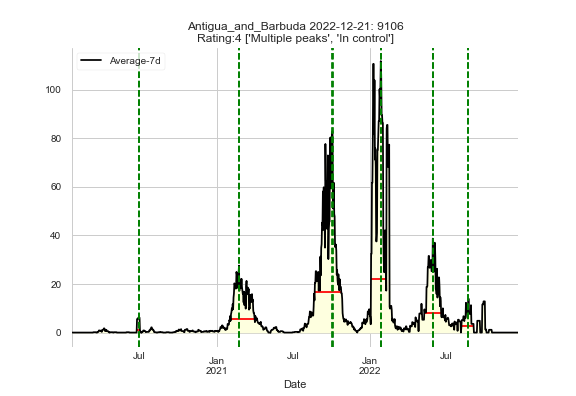 Antigua_and_Barbuda 2022-12-21: 9106
Rating:4 ['Multiple peaks', 'In control']
Average-7d
100
80
60
40
20
0
Jul
Jan
2021
Jul
Jan
2022
Jul
Date